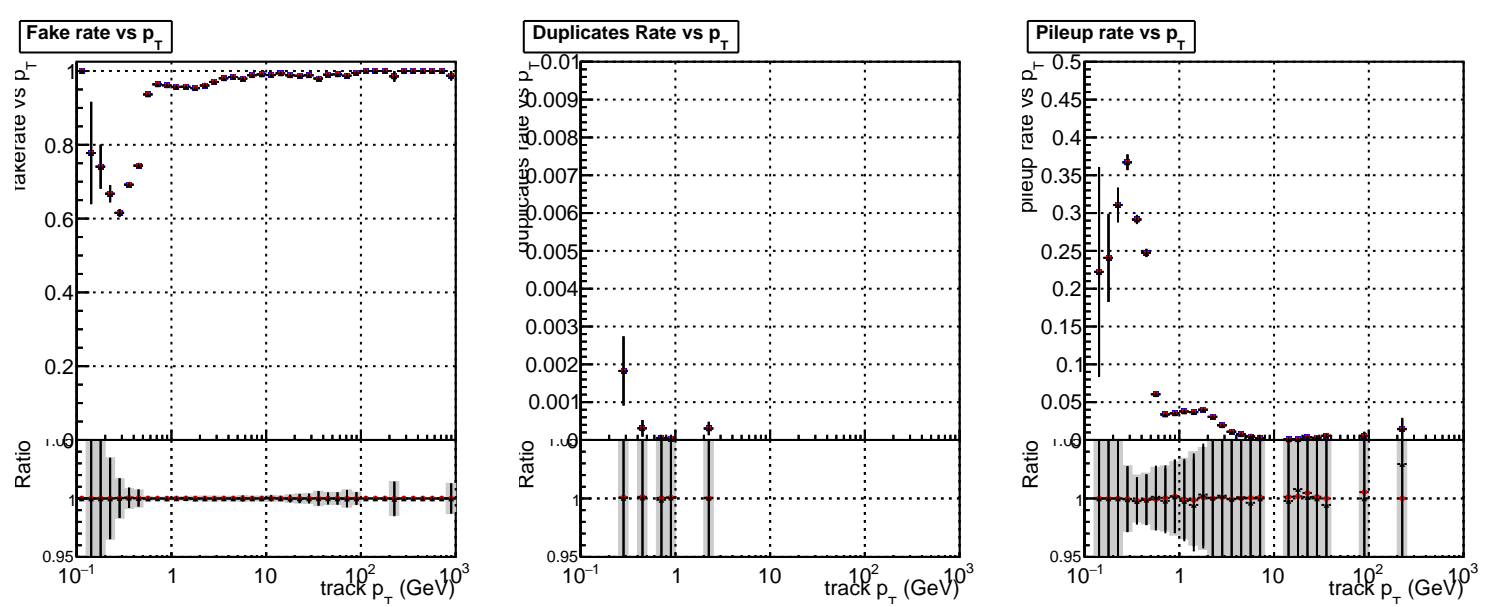 Fake rate vs p_T
fakerate vs p_T
1
0.8
0.6
0.4
0.2
0
Ratio
1
0.95
10^−1 1 10 10^2 10^3
track p_T (GeV)
Duplicates Rate vs p_T
duplicates rate vs p_T
0.01
0.009
0.008
0.007
0.006
0.005
0.004
0.003
0.002
0.001
0
Ratio
1
0.95
10^−1 1 10 10^2 10^3
track p_T (GeV)
Pileup rate vs p_T
pileup rate vs p_T
0.5
0.45
0.4
0.35
0.3
0.25
0.2
0.15
0.1
0.05
0
Ratio
1
0.95
10^−1 1 10 10^2 10^3
track p_T (GeV)